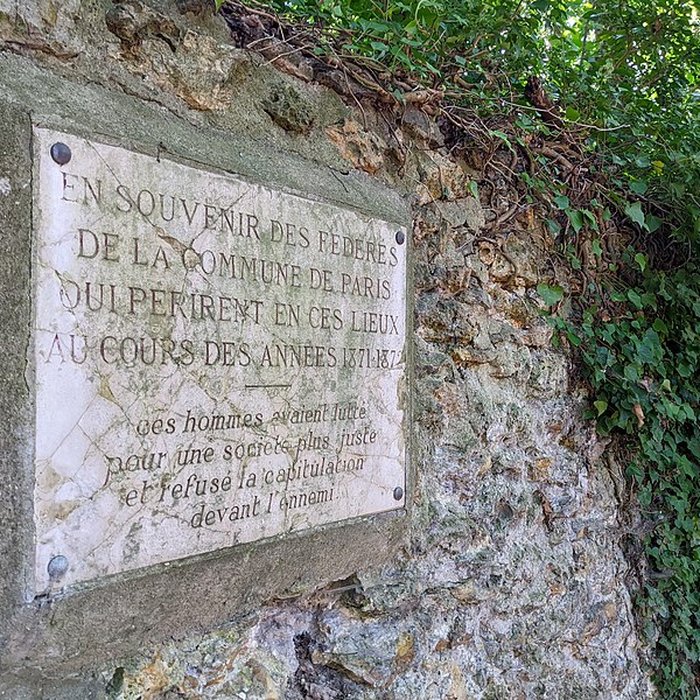 EN SOUVENIR DES FÉDÉRÉS
DE LA COMMUNE DE PARIS
QUI PÉRIRENT EN CES LIEUX
AU COURS DES ANNÉES 1871-1872
ces hommes avaient lutté
pour une société plus juste
et refusé la capitulation
devant l'ennemi.